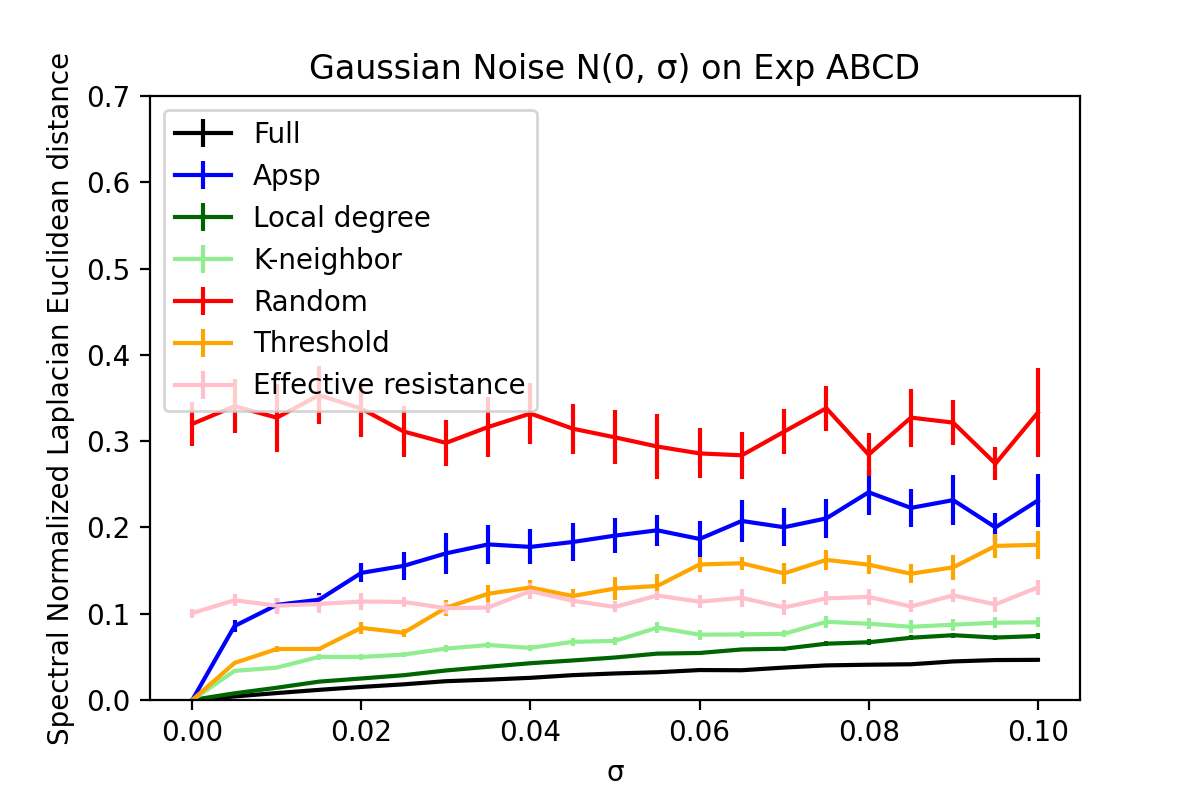 Gaussian Noise N(0, σ) on Exp ABCD
Spectral Normalized Laplacian Euclidean distance
0.7
0.6
0.5
0.4
0.3
0.2
0.1
0.0
Full
Apsp
Local degree
K-neighbor
Random
Threshold
Effective resistance
0.00 0.02 0.04 0.06 0.08 0.10
σ